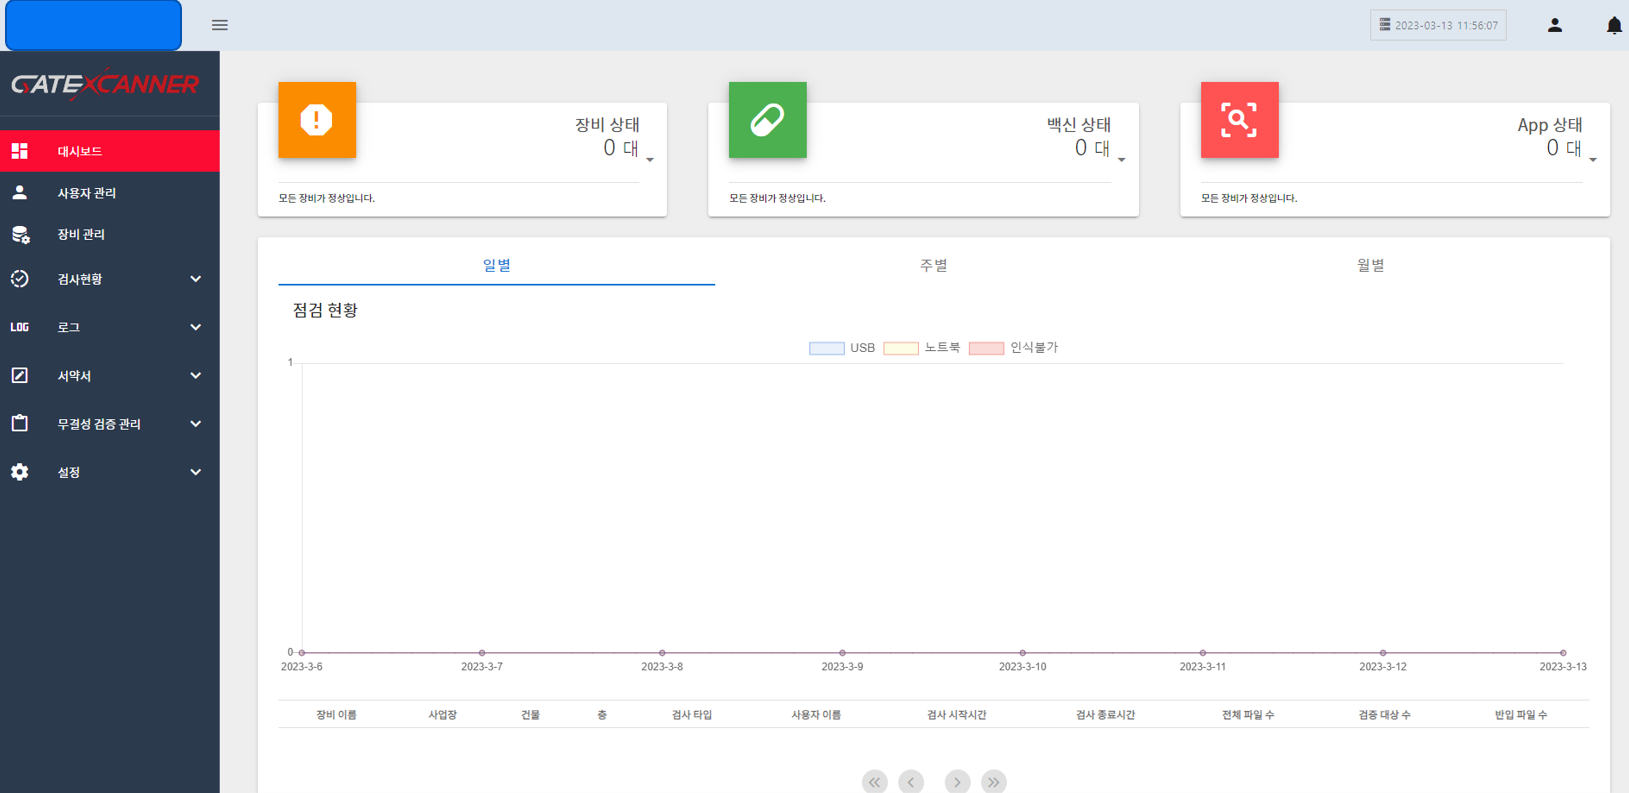 2023-03-13 11:56:07
GATEXCANNER
대시보드
사용자 관리
장비 관리
검사현황
LOG 로그
서약서
무결성 검증 관리
설정
장비 상태
0 대
모든 장비가 정상입니다.
백신 상태
0 대
모든 장비가 정상입니다.
App 상태
0 대
모든 장비가 정상입니다.
일별 주별 월별
점검 현황
USB 노트북 인식불가
1
0
2023-3-6 2023-3-7 2023-3-8 2023-3-9 2023-3-10 2023-3-11 2023-3-12 2023-3-13
장비 이름 사업장 건물 층 검사 타입 사용자 이름 검사 시작시간 검사 종료시간 전체 파일 수 검증 대상 수 반입 파일 수